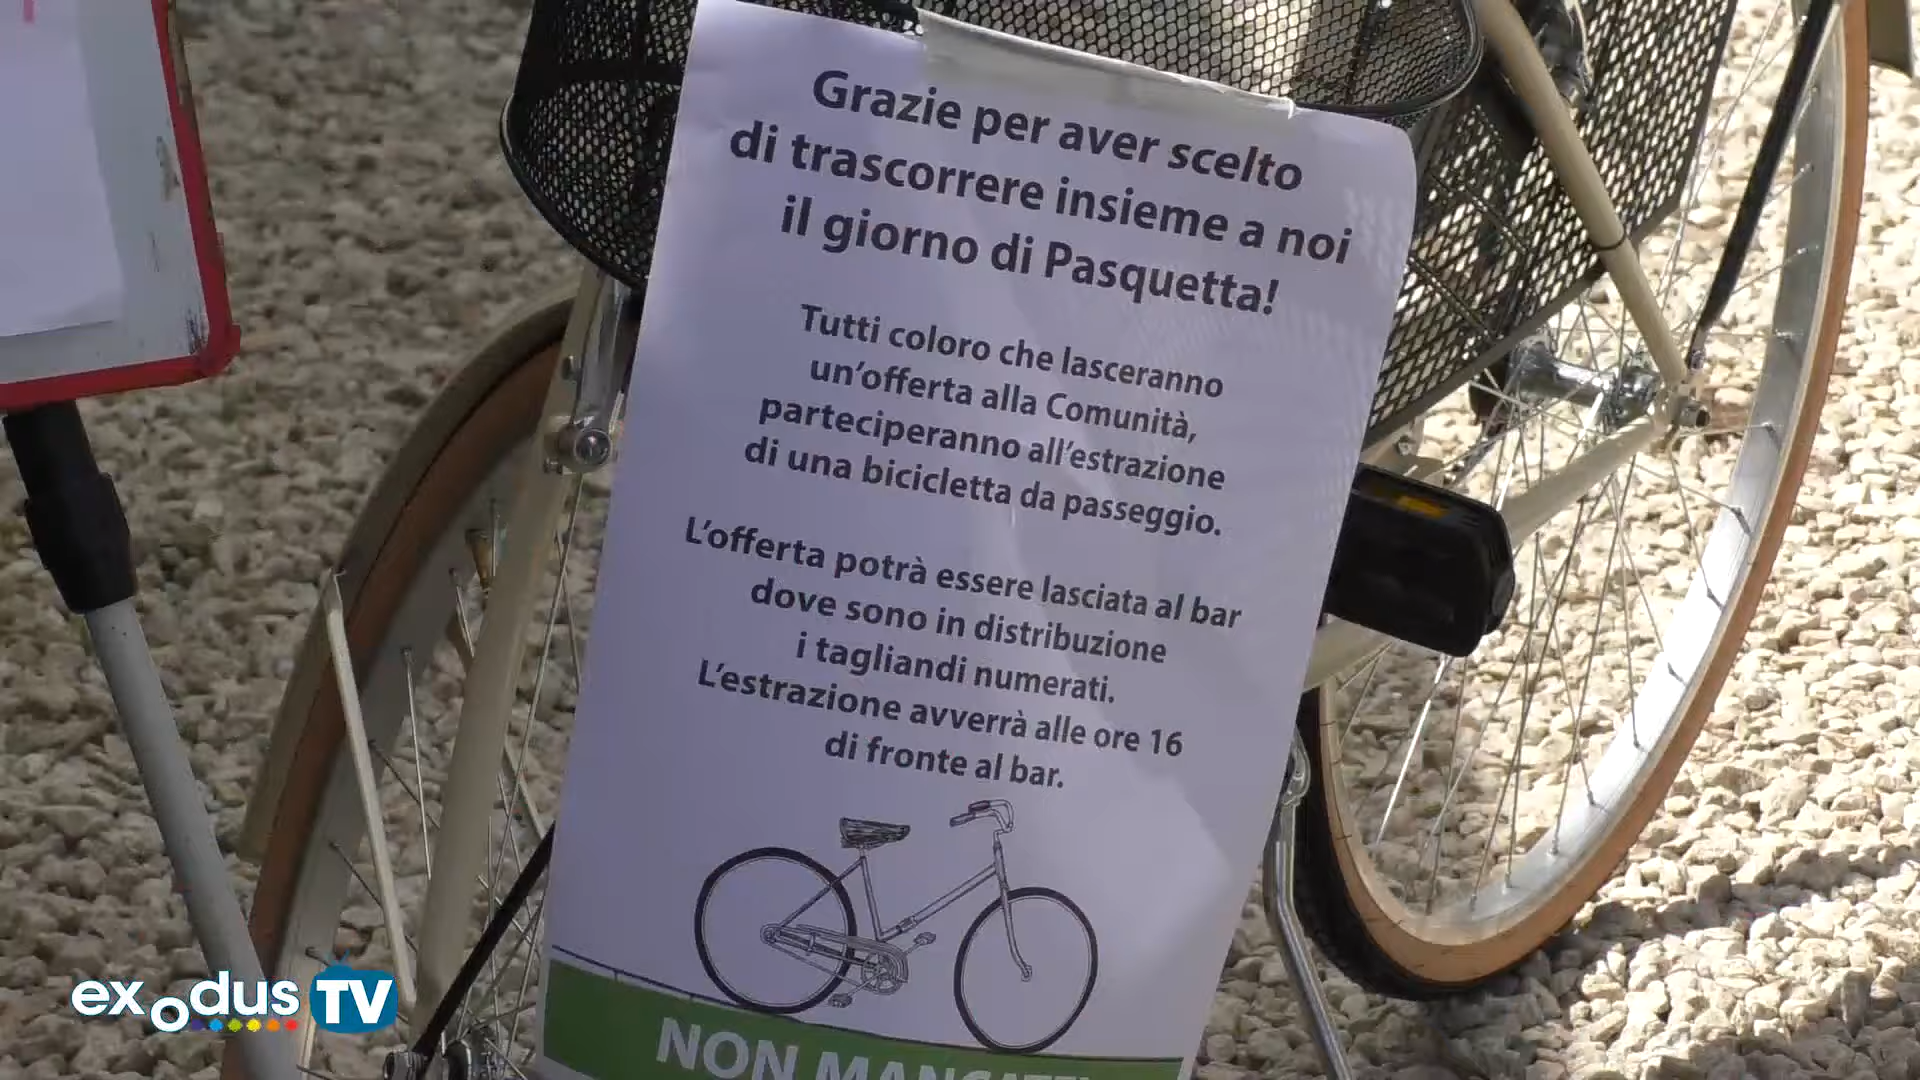 Grazie per aver scelto
di trascorrere insieme a noi
il giorno di Pasquetta!
Tutti coloro che lasceranno
un'offerta alla Comunità,
parteciperanno all'estrazione
di una bicicletta da passeggio.
L'offerta potrà essere lasciata al bar
dove sono in distribuzione
i tagliandi numerati.
L'estrazione avverrà alle ore 16
di fronte al bar.
NON MANCATE!
exodus TV